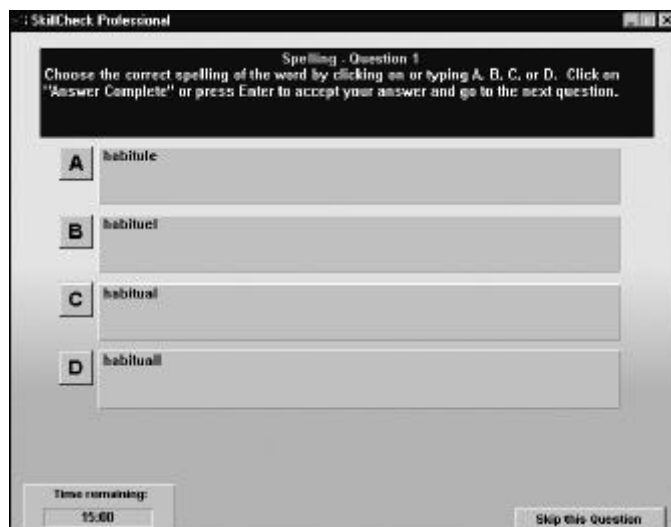 SkillCheck Professional
Spelling - Question 1
Choose the correct spelling of the word by clicking on or typing A, B, C, or D. Click on
"Answer Complete" or press Enter to accept your answer and go to the next question.
A habitule
B habituel
C habitual
D habituall
Time remaining:
15:00
Skip this Question